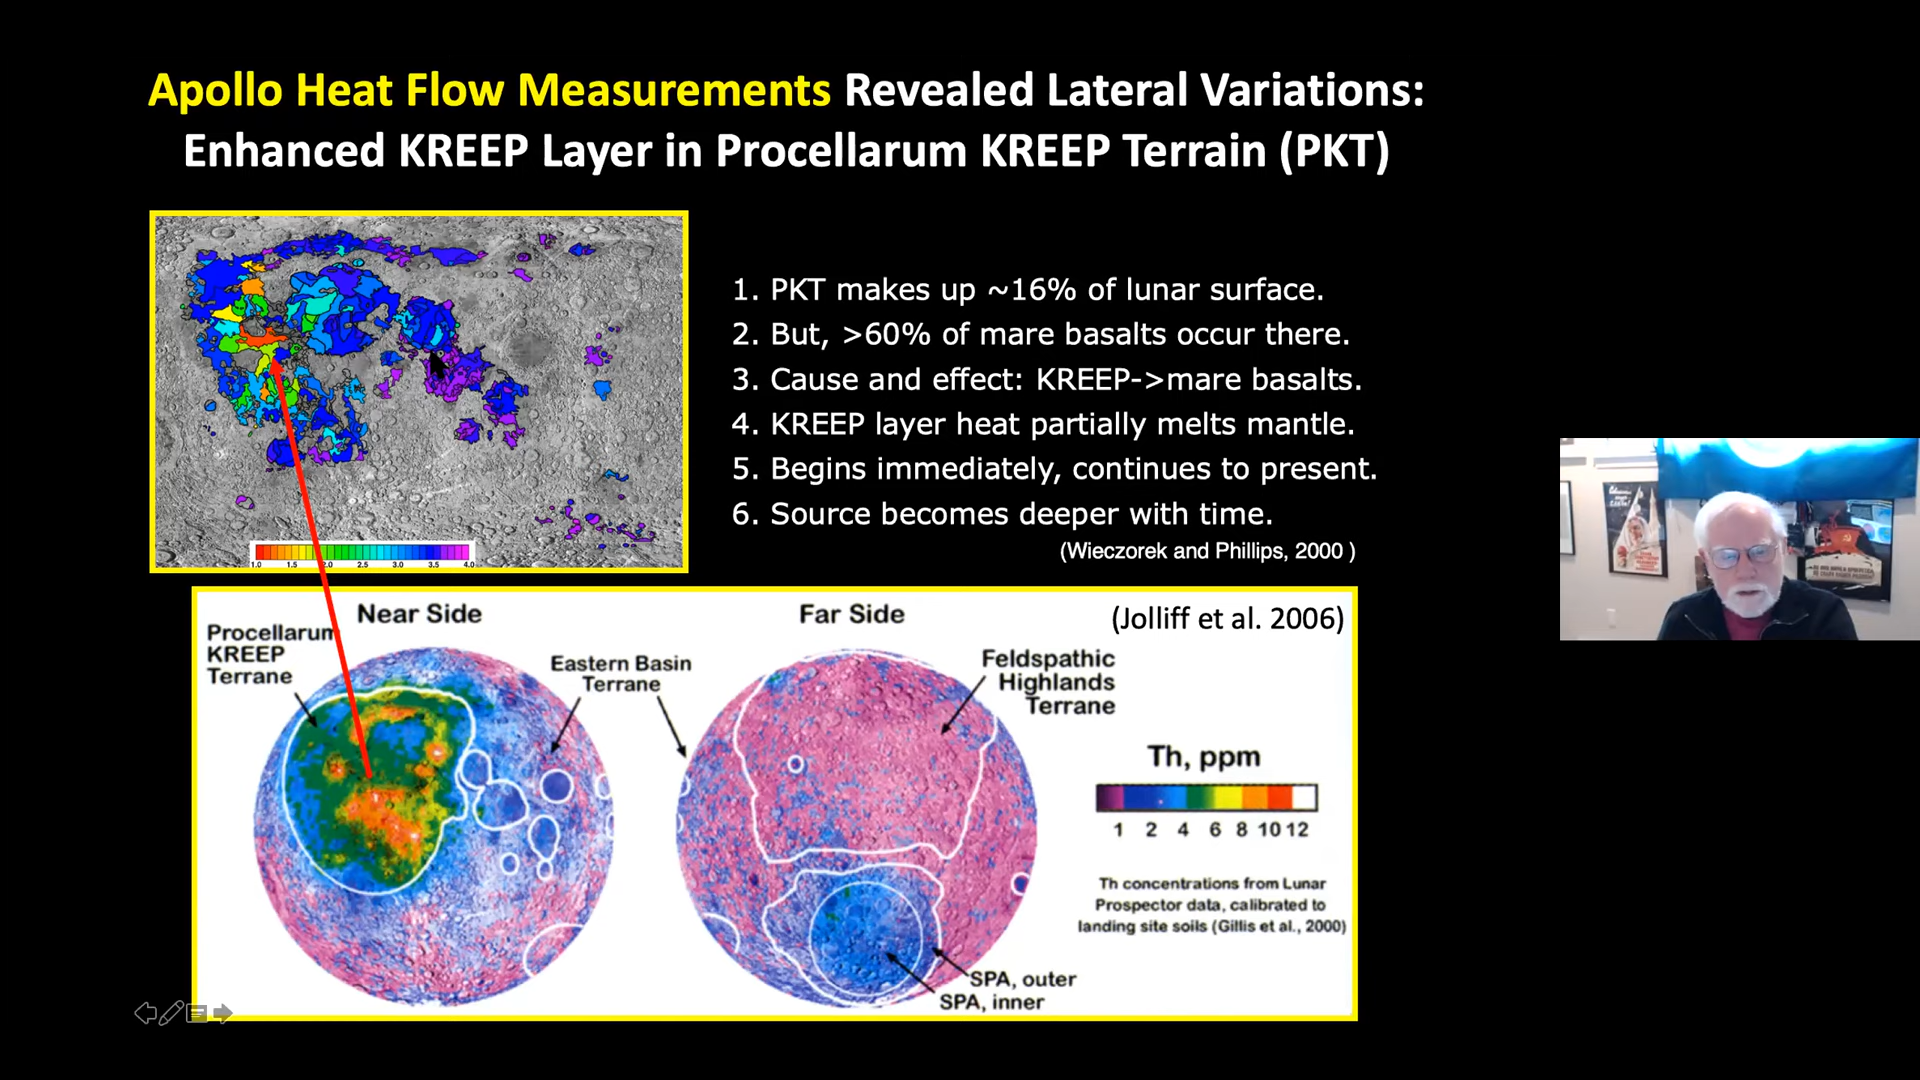 Apollo Heat Flow Measurements Revealed Lateral Variations:
Enhanced KREEP Layer in Procellarum KREEP Terrain (PKT)
1. PKT makes up ~16% of lunar surface.
2. But, >60% of mare basalts occur there.
3. Cause and effect: KREEP->mare basalts.
4. KREEP layer heat partially melts mantle.
5. Begins immediately, continues to present.
6. Source becomes deeper with time.
(Wieczorek and Phillips, 2000 )
1.0 1.5 2.0 2.5 3.0 3.5 4.0
Near Side
Far Side
(Jolliff et al. 2006)
Procellarum
KREEP
Terrane
Eastern Basin
Terrane
Feldspathic
Highlands
Terrane
Th, ppm
1 2 4 6 8 10 12
Th concentrations from Lunar
Prospector data, calibrated to
landing site soils (Gillis et al., 2000)
SPA, outer
SPA, inner